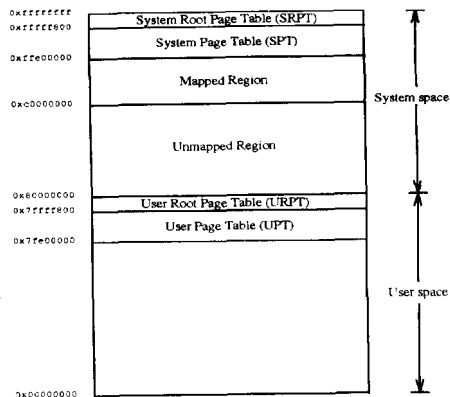 0xffffffff
System Root Page Table (SRPT)
0xfffff800
System Page Table (SPT)
0xffe00000
Mapped Region
System space
0xc0000000
Unmapped Region
0x80000000
User Root Page Table (URPT)
0x7ffff800
User Page Table (UPT)
0x7fe00000
User space
0x00000000